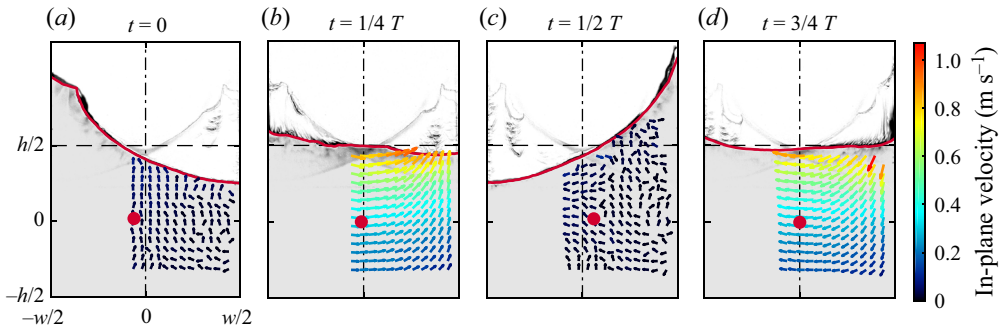 (a)
t = 0
(b)
t = 1/4 T
(c)
t = 1/2 T
(d)
t = 3/4 T
h/2
0
–h/2
–w/2
0
w/2
1.0
0.8
0.6
0.4
0.2
0
In-plane velocity (m s⁻¹)